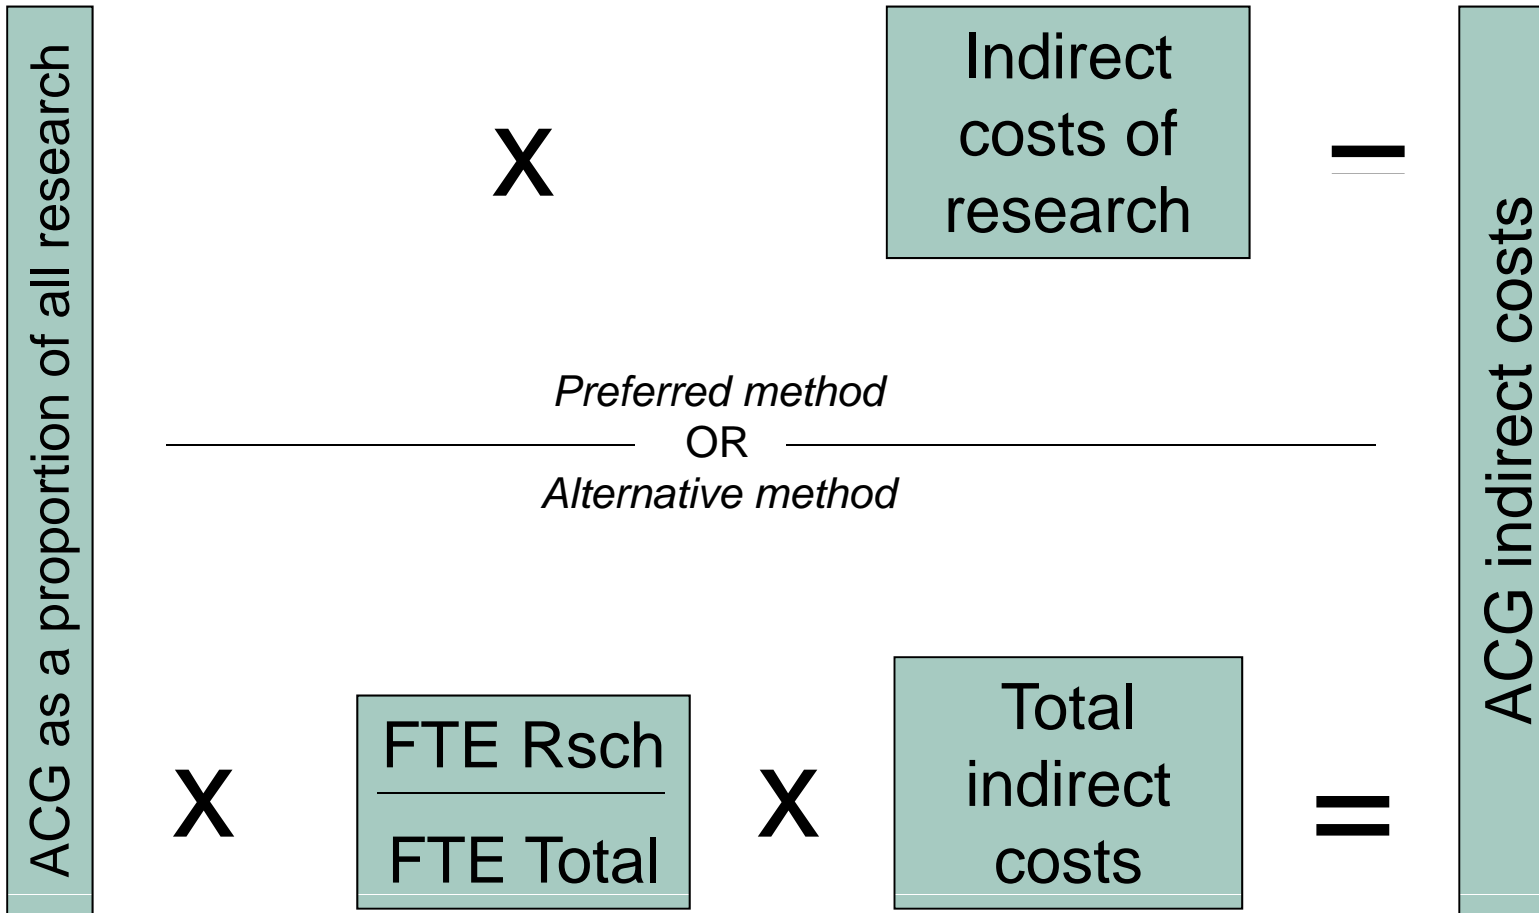 ACG as a proportion of all research
x
Indirect
costs of
research
=
Preferred method
OR
Alternative method
x
FTE Rsch
FTE Total
x
Total
indirect
costs
=
ACG indirect costs